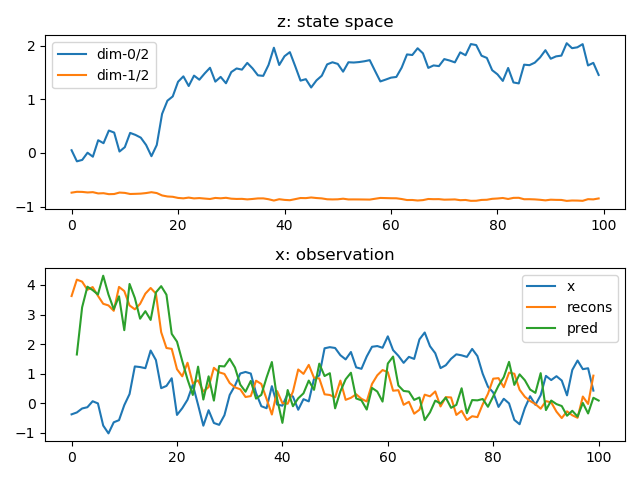 z: state space
dim-0/2
dim-1/2
2
1
0
−1
0 20 40 60 80 100
x: observation
x
recons
pred
4
3
2
1
0
−1
0 20 40 60 80 100